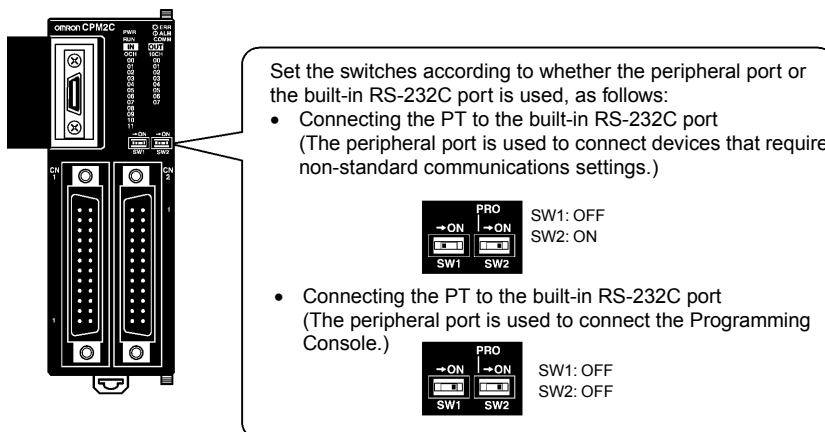 omron CPM2C
PWR
RUN
ERR
ALM
COMM
IN
OUT
0CH
10CH
00
01
02
03
04
05
06
07
08
09
10
11
00
01
02
03
04
05
06
07
→ON →ON
SW1 SW2
CN
1
CN
2
1
1
Set the switches according to whether the peripheral port or
the built-in RS-232C port is used, as follows:
• Connecting the PT to the built-in RS-232C port
(The peripheral port is used to connect devices that require
non-standard communications settings.)
PRO
→ON →ON
SW1 SW2
SW1: OFF
SW2: ON
• Connecting the PT to the built-in RS-232C port
(The peripheral port is used to connect the Programming
Console.)
PRO
→ON →ON
SW1 SW2
SW1: OFF
SW2: OFF